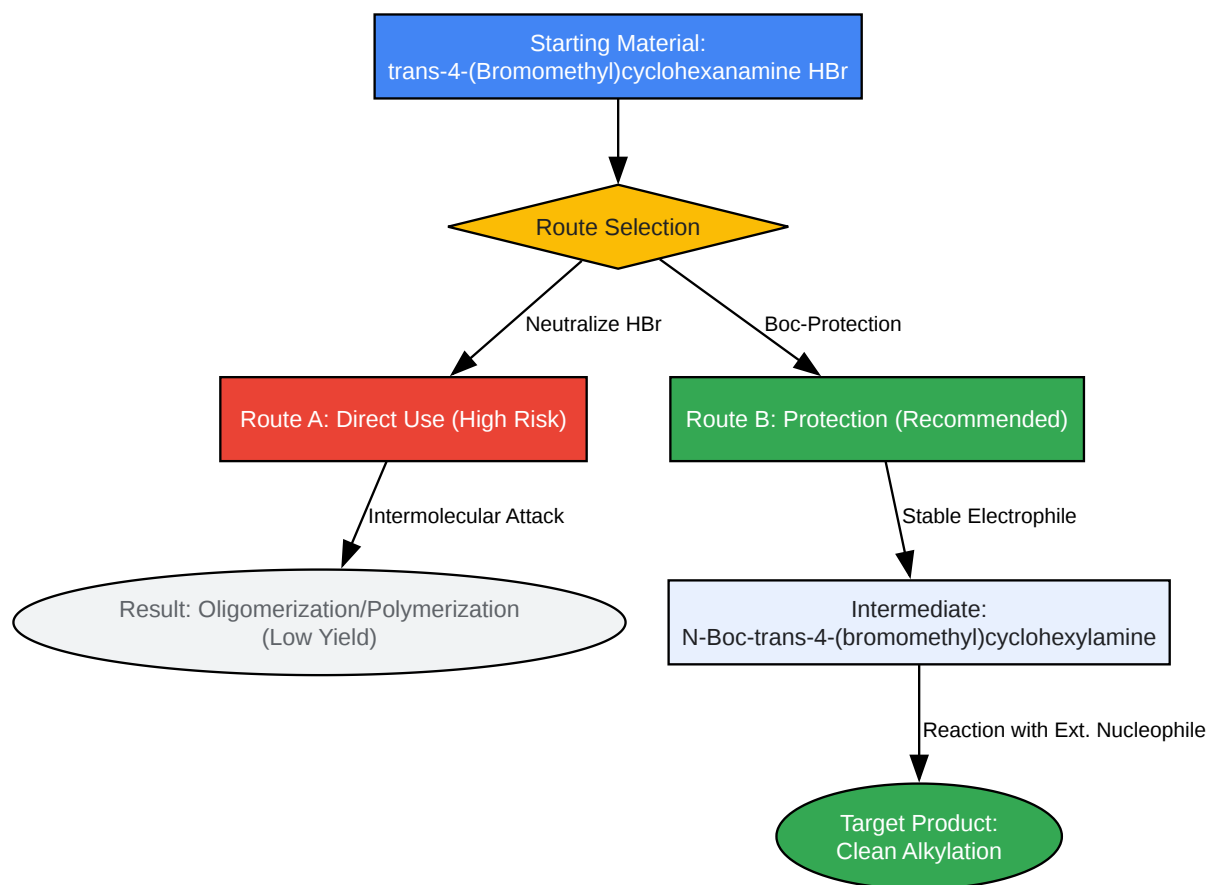 Starting Material:
trans-4-(Bromomethyl)cyclohexanamine HBr
Route Selection
Neutralize HBr
Boc-Protection
Route A: Direct Use (High Risk)
Route B: Protection (Recommended)
Intermolecular Attack
Stable Electrophile
Result: Oligomerization/Polymerization
(Low Yield)
Intermediate:
N-Boc-trans-4-(bromomethyl)cyclohexylamine
Reaction with Ext. Nucleophile
Target Product:
Clean Alkylation